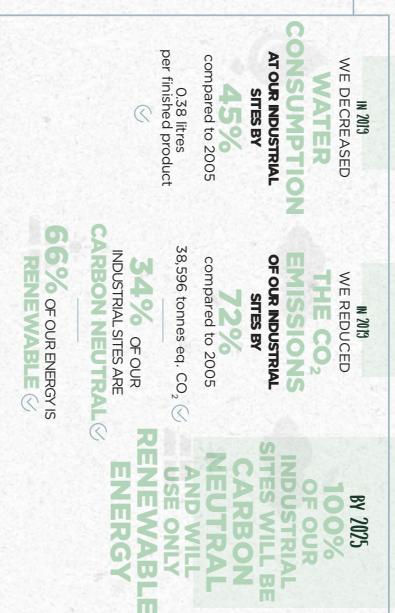 IN 2019
WE DECREASED
WATER
CONSUMPTION
AT OUR INDUSTRIAL
SITES BY
45%
compared to 2005
0.38 litres
per finished product
IN 2019
WE REDUCED
THE CO₂
EMISSIONS
OF OUR INDUSTRIAL
SITES BY
72%
compared to 2005
38,596 tonnes eq. CO₂
34% OF OUR
INDUSTRIAL SITES ARE
CARBON NEUTRAL
66% OF OUR ENERGY IS
RENEWABLE
BY 2025
100%
OF OUR
INDUSTRIAL
SITES WILL BE
CARBON
NEUTRAL
AND WILL
USE ONLY
RENEWABLE
ENERGY